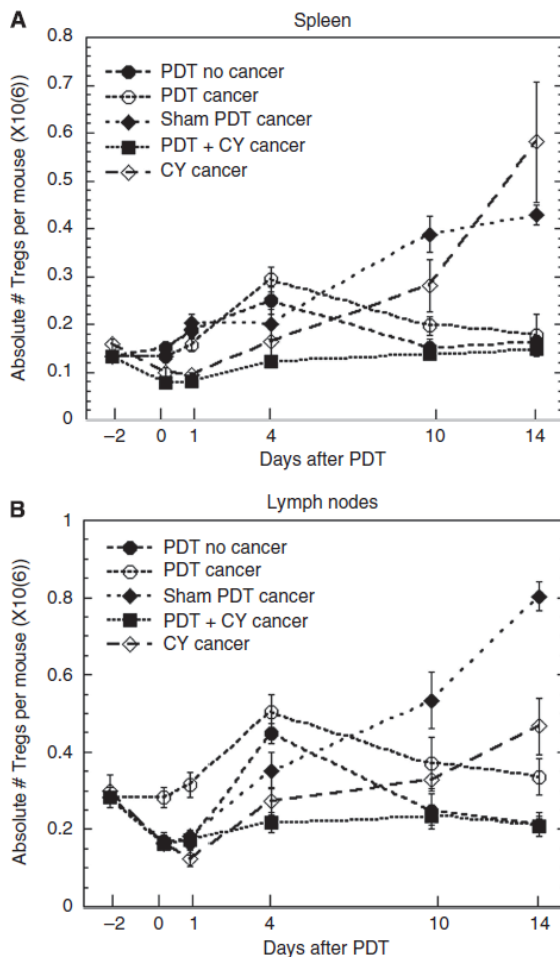 A
Spleen
0.8
0.7
0.6
0.5
0.4
0.3
0.2
0.1
0
Absolute # Tregs per mouse (X10(6))
PDT no cancer
PDT cancer
Sham PDT cancer
PDT + CY cancer
CY cancer
−2 0 1 4 10 14
Days after PDT
B
Lymph nodes
1
0.8
0.6
0.4
0.2
0
Absolute # Tregs per mouse (X10(6))
PDT no cancer
PDT cancer
Sham PDT cancer
PDT + CY cancer
CY cancer
−2 0 1 4 10 14
Days after PDT